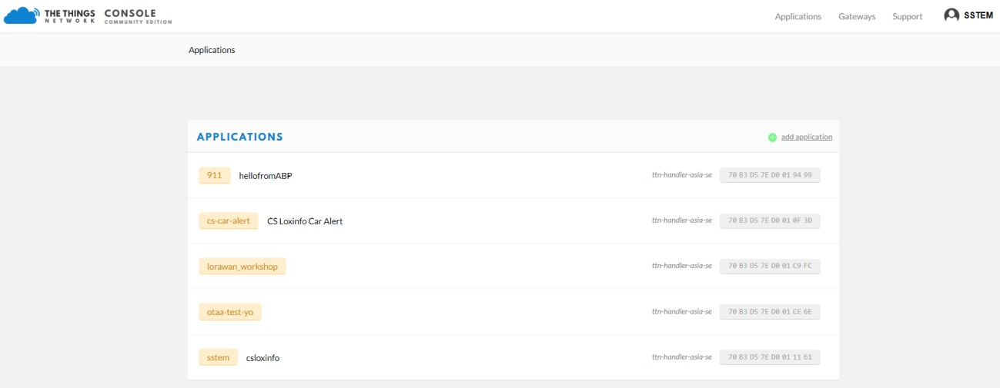 THE THINGS NETWORK CONSOLE COMMUNITY EDITION Applications Gateways Support SSTEM
Applications
APPLICATIONS add application
911 hellofromABP ttn-handler-asia-se 70 B3 D5 7E D0 01 94 99
cs-car-alert CS Loxinfo Car Alert ttn-handler-asia-se 70 B3 D5 7E D0 01 0F 3D
lorawan_workshop ttn-handler-asia-se 70 B3 D5 7E D0 01 C9 FC
otaa-test-yo ttn-handler-asia-se 70 B3 D5 7E D0 01 CE 6E
sstem csloxinfo ttn-handler-asia-se 70 B3 D5 7E D0 01 11 61